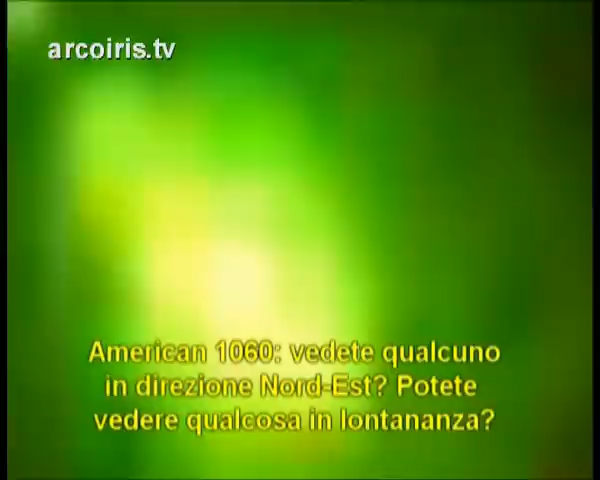 arcoiris.tv
American 1060: vedete qualcuno
in direzione Nord-Est? Potete
vedere qualcosa in lontananza?